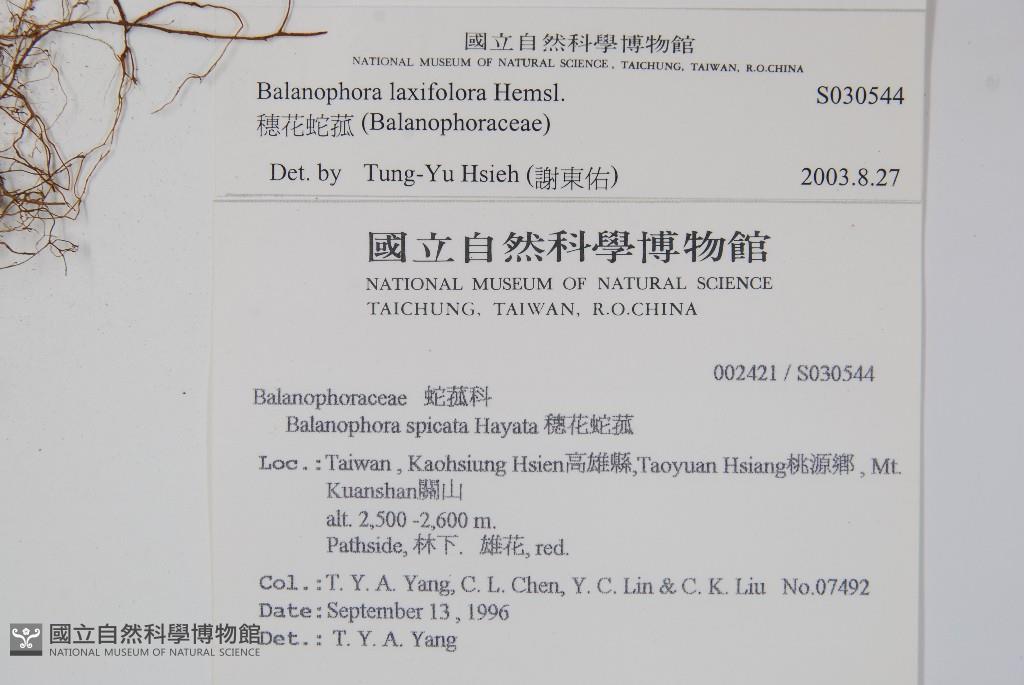 國立自然科學博物館
NATIONAL MUSEUM OF NATURAL SCIENCE, TAICHUNG, TAIWAN, R.O.CHINA
Balanophora laxifolora Hemsl. S030544
穗花蛇菰 (Balanophoraceae)
Det. by Tung-Yu Hsieh (謝東佑) 2003.8.27
國立自然科學博物館
NATIONAL MUSEUM OF NATURAL SCIENCE
TAICHUNG, TAIWAN, R.O.CHINA
002421 / S030544
Balanophoraceae 蛇菰科
Balanophora spicata Hayata 穗花蛇菰
Loc.: Taiwan , Kaohsiung Hsien高雄縣,Taoyuan Hsiang桃源鄉 , Mt.
Kuanshan關山
alt. 2,500 -2,600 m.
Pathside, 林下. 雄花, red.
Col.: T. Y. A. Yang, C. L. Chen, Y. C. Lin & C. K. Liu No.07492
Date: September 13 , 1996
Det.: T. Y. A. Yang
國立自然科學博物館
NATIONAL MUSEUM OF NATURAL SCIENCE